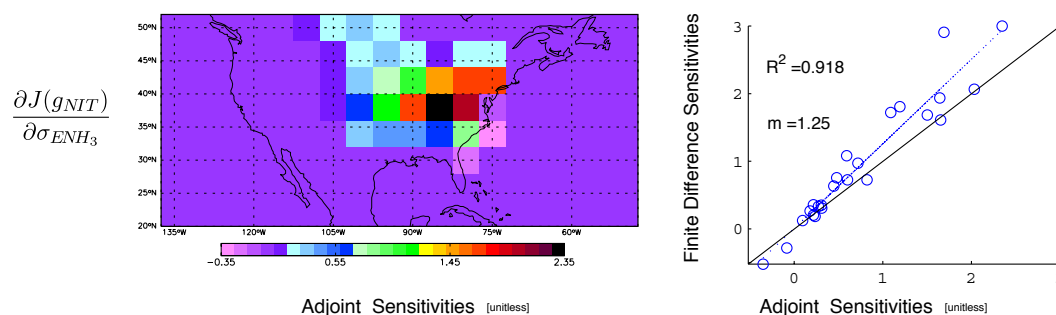 ∂J(g_NIT)
∂σ_ENH₃
50°N
45°N
40°N
35°N
30°N
25°N
20°N
135°W 120°W 105°W 90°W 75°W 60°W
-0.35 0.55 1.45 2.35
Adjoint Sensitivities [unitless]
Finite Difference Sensitivities
3
2
1
0
R² =0.918
m =1.25
0 1 2
Adjoint Sensitivities [unitless]